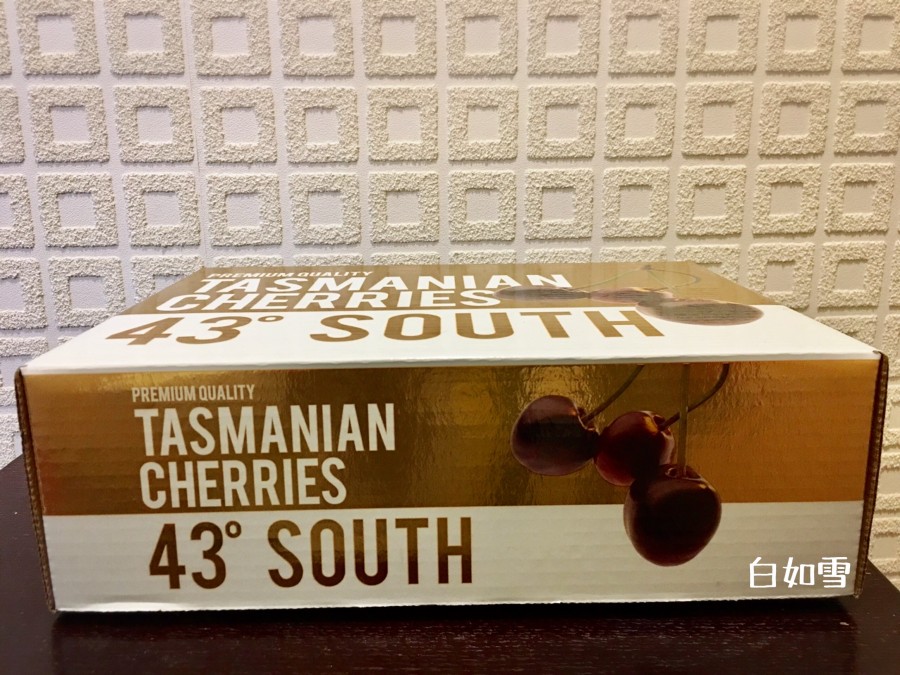 PREMIUM QUALITY
TASMANIAN
CHERRIES
43° SOUTH
PREMIUM QUALITY
TASMANIAN
CHERRIES
43° SOUTH
白如雪